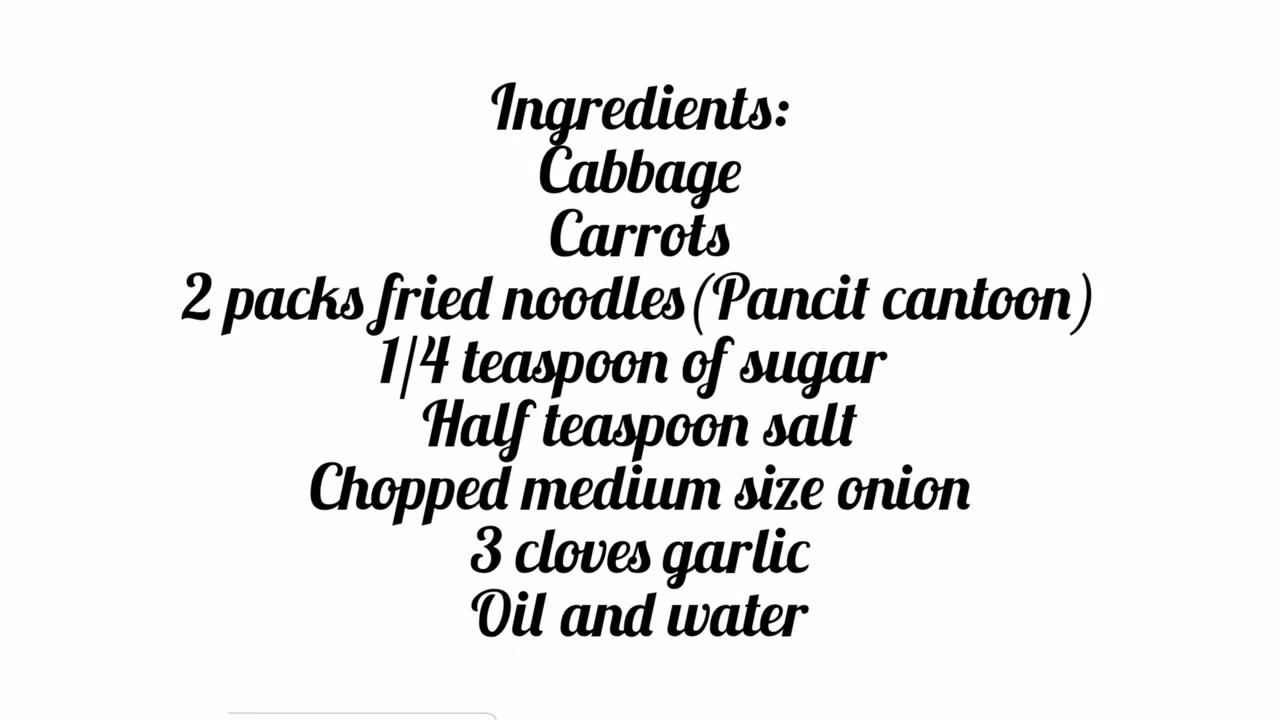 Ingredients:
Cabbage
Carrots
2 packs fried noodles(Pancit cantoon)
1/4 teaspoon of sugar
Half teaspoon salt
Chopped medium size onion
3 cloves garlic
Oil and water